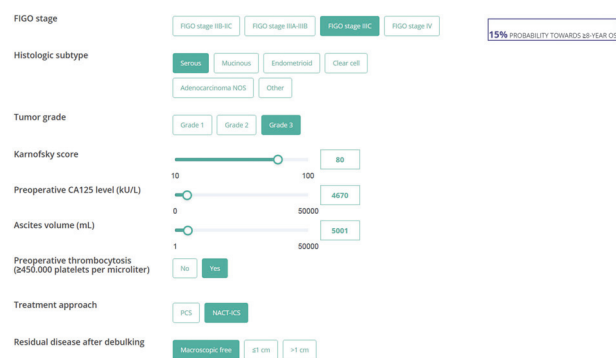 FIGO stage
FIGO stage IIB-IIC FIGO stage IIIA-IIIB FIGO stage IIIC FIGO stage IV
15% PROBABILITY TOWARDS ≥8-YEAR OS
Histologic subtype
Serous Mucinous Endometrioid Clear cell
Adenocarcinoma NOS Other
Tumor grade
Grade 1 Grade 2 Grade 3
Karnofsky score
80
10 100
Preoperative CA125 level (kU/L)
4670
0 50000
Ascites volume (mL)
5001
1 50000
Preoperative thrombocytosis
(≥450.000 platelets per microliter)
No Yes
Treatment approach
PCS NACT-ICS
Residual disease after debulking
Macroscopic free ≤1 cm >1 cm